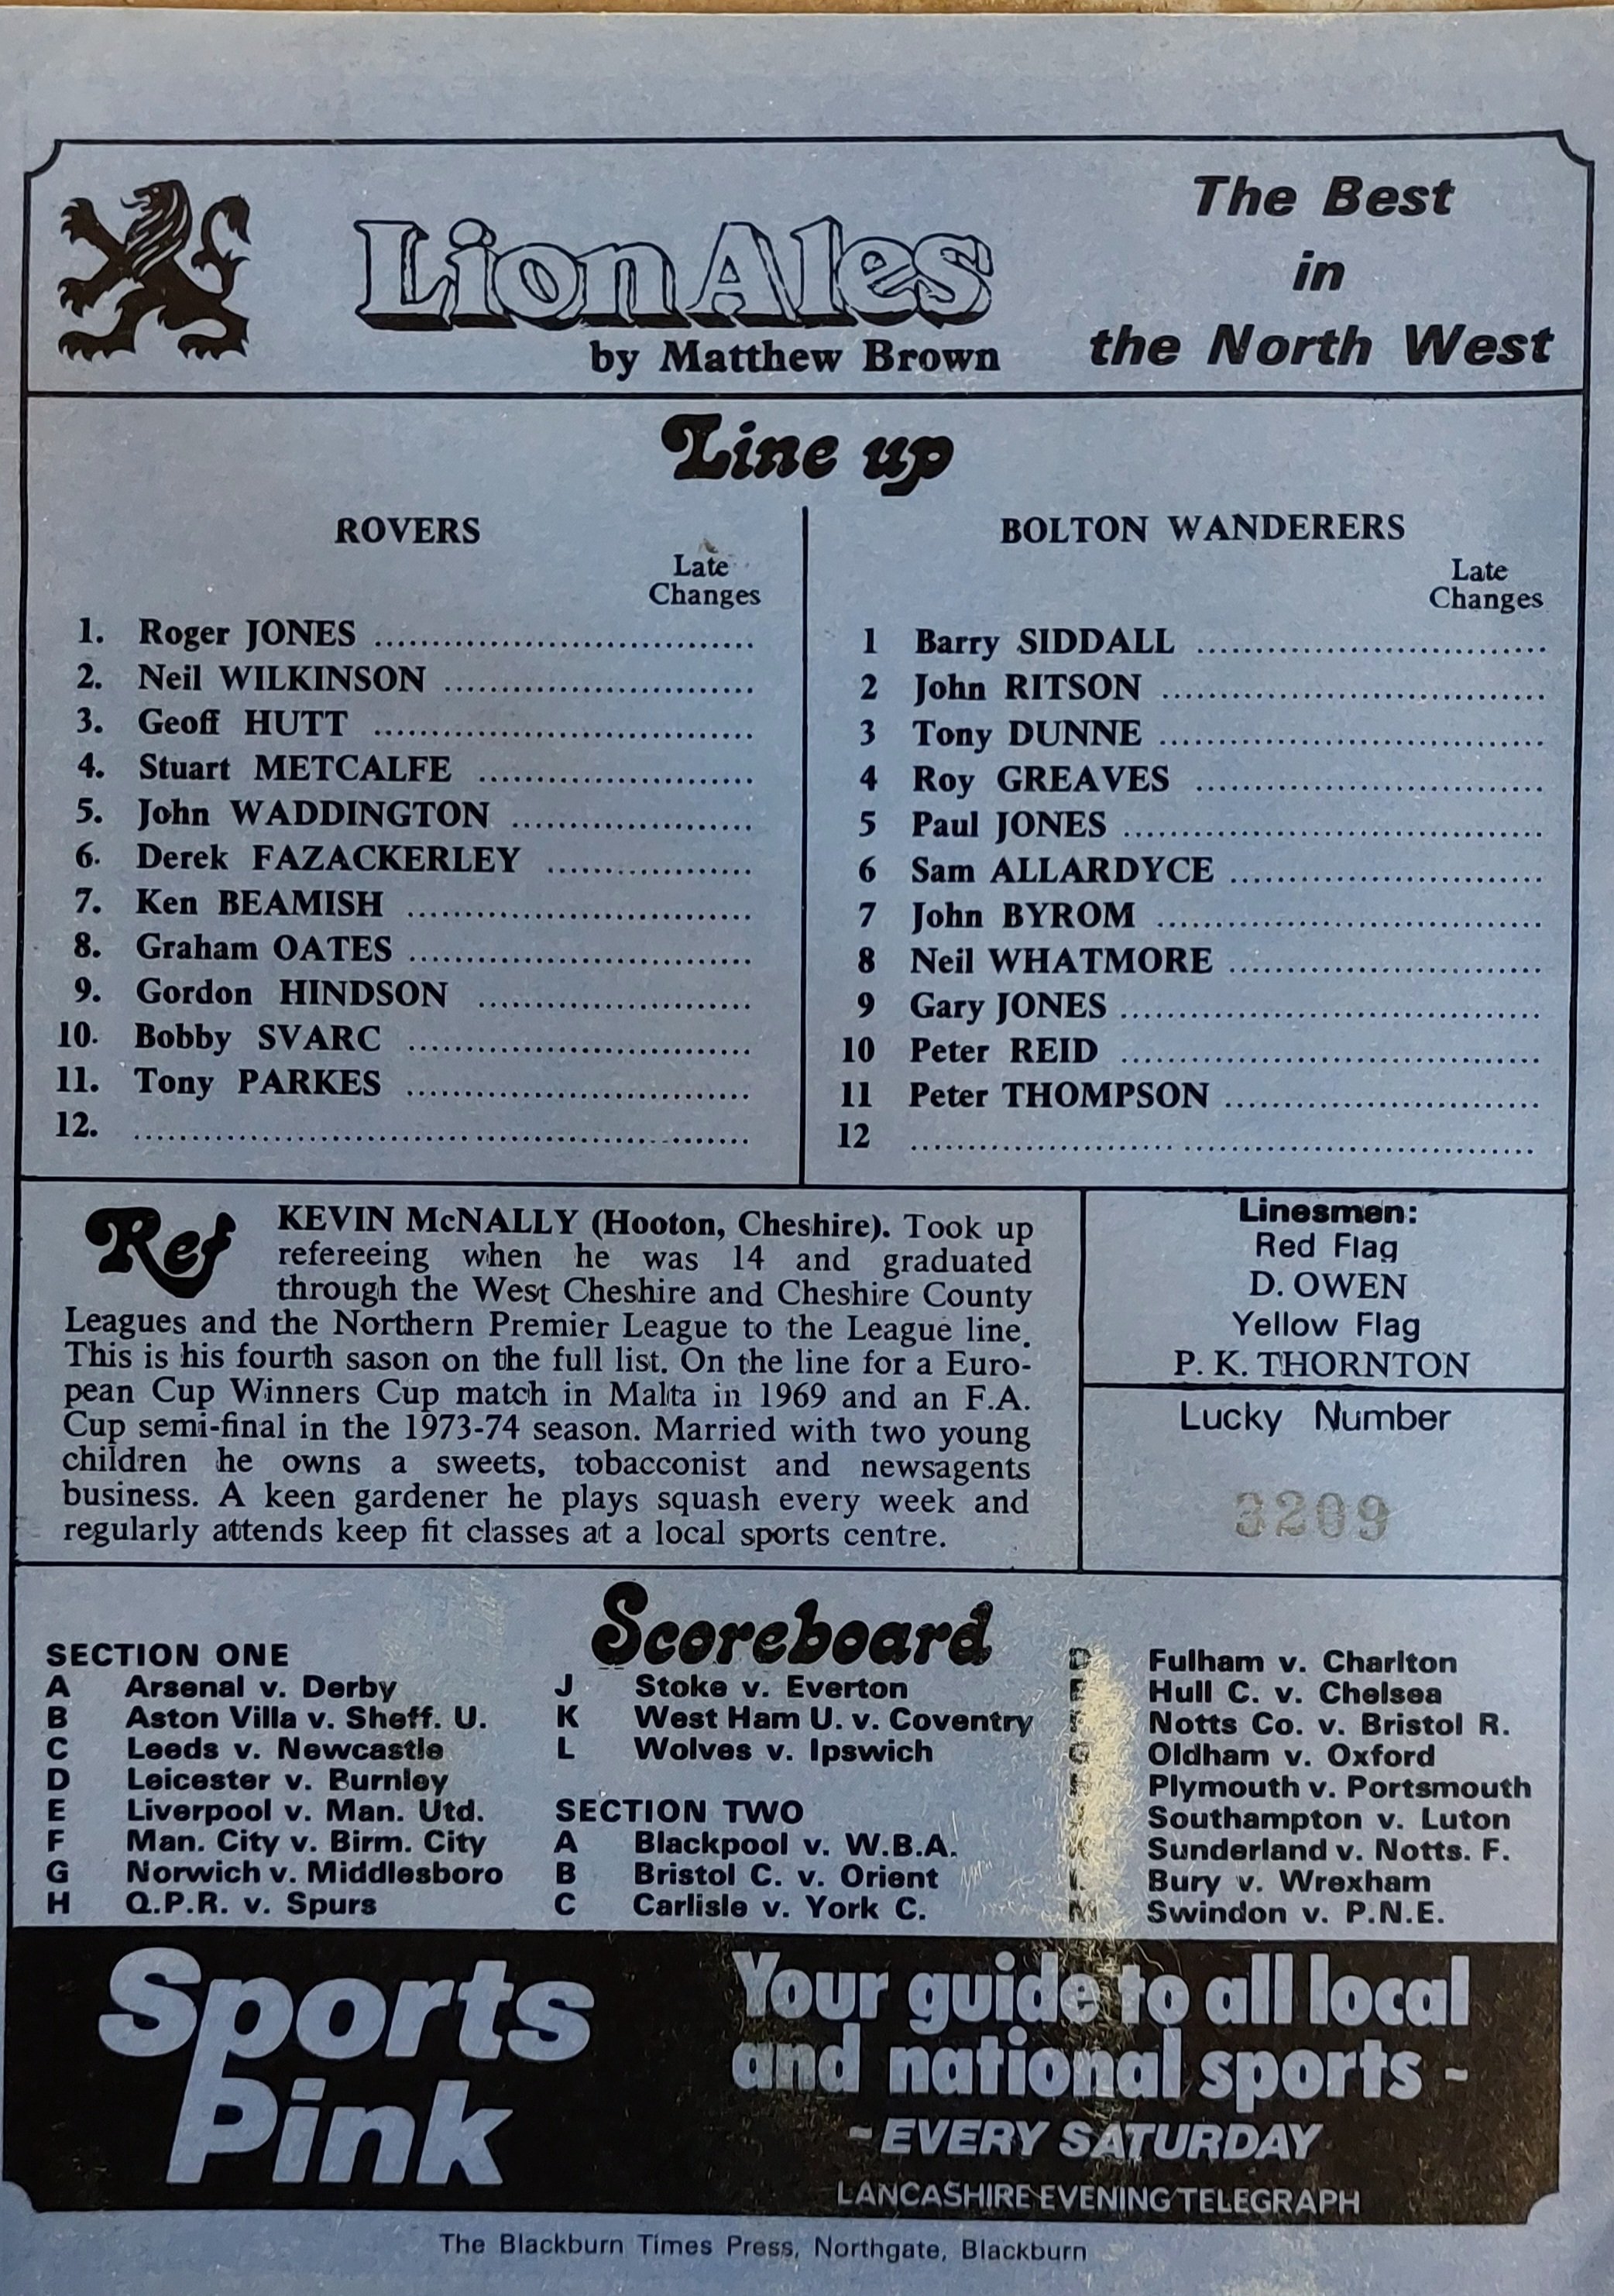 Lion Ales
by Matthew Brown
The Best
in
the North West
Line up
ROVERS
Late
Changes
1. Roger JONES ....................
2. Neil WILKINSON ....................
3. Geoff HUTT ....................
4. Stuart METCALFE ....................
5. John WADDINGTON ....................
6. Derek FAZACKERLEY ....................
7. Ken BEAMISH ....................
8. Graham OATES ....................
9. Gordon HINDSON ....................
10. Bobby SVARC ....................
11. Tony PARKES ....................
12. ....................
BOLTON WANDERERS
Late
Changes
1 Barry SIDDALL ....................
2 John RITSON ....................
3 Tony DUNNE ....................
4 Roy GREAVES ....................
5 Paul JONES ....................
6 Sam ALLARDYCE ....................
7 John BYROM ....................
8 Neil WHATMORE ....................
9 Gary JONES ....................
10 Peter REID ....................
11 Peter THOMPSON ....................
12 ....................
Ref
KEVIN McNALLY (Hooton, Cheshire). Took up
refereeing when he was 14 and graduated
through the West Cheshire and Cheshire County
Leagues and the Northern Premier League to the League line.
This is his fourth sason on the full list. On the line for a Euro-
pean Cup Winners Cup match in Malta in 1969 and an F.A.
Cup semi-final in the 1973-74 season. Married with two young
children he owns a sweets, tobacconist and newsagents
business. A keen gardener he plays squash every week and
regularly attends keep fit classes at a local sports centre.
Linesmen:
Red Flag
D. OWEN
Yellow Flag
P. K. THORNTON
Lucky Number
3209
Scoreboard
SECTION ONE
A Arsenal v. Derby
B Aston Villa v. Sheff. U.
C Leeds v. Newcastle
D Leicester v. Burnley
E Liverpool v. Man. Utd.
F Man. City v. Birm. City
G Norwich v. Middlesboro
H Q.P.R. v. Spurs
J Stoke v. Everton
K West Ham U. v. Coventry
L Wolves v. Ipswich
SECTION TWO
A Blackpool v. W.B.A.
B Bristol C. v. Orient
C Carlisle v. York C.
D Fulham v. Charlton
Hull C. v. Chelsea
Notts Co. v. Bristol R.
G Oldham v. Oxford
Plymouth v. Portsmouth
Southampton v. Luton
Sunderland v. Notts. F.
Bury v. Wrexham
M Swindon v. P.N.E.
Sports
Pink
Your guide to all local
and national sports -
- EVERY SATURDAY
LANCASHIRE EVENING TELEGRAPH
The Blackburn Times Press, Northgate, Blackburn